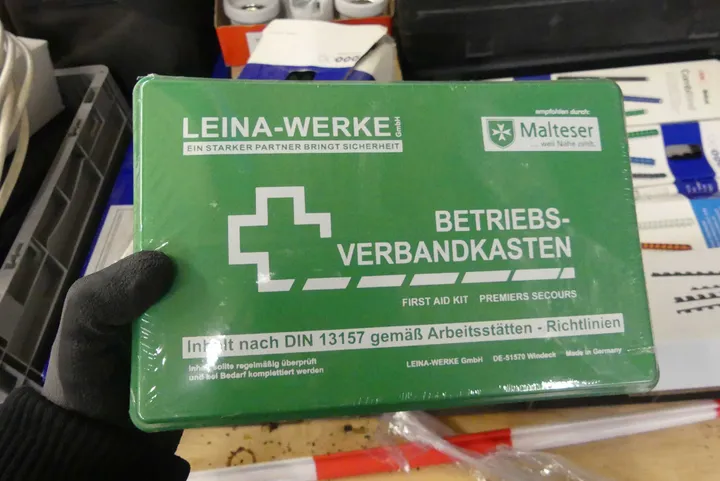 LEINA-WERKE GmbH
EIN STARKER PARTNER BRINGT SICHERHEIT
empfohlen durch:
Malteser
... weil Nähe zählt.
BETRIEBS-
VERBANDKASTEN
FIRST AID KIT PREMIERS SECOURS
Inhalt nach DIN 13157 gemäß Arbeitsstätten - Richtlinien
Inhalt sollte regelmäßig überprüft
und bei Bedarf komplettiert werden
LEINA-WERKE GmbH DE-51570 Windeck Made in Germany